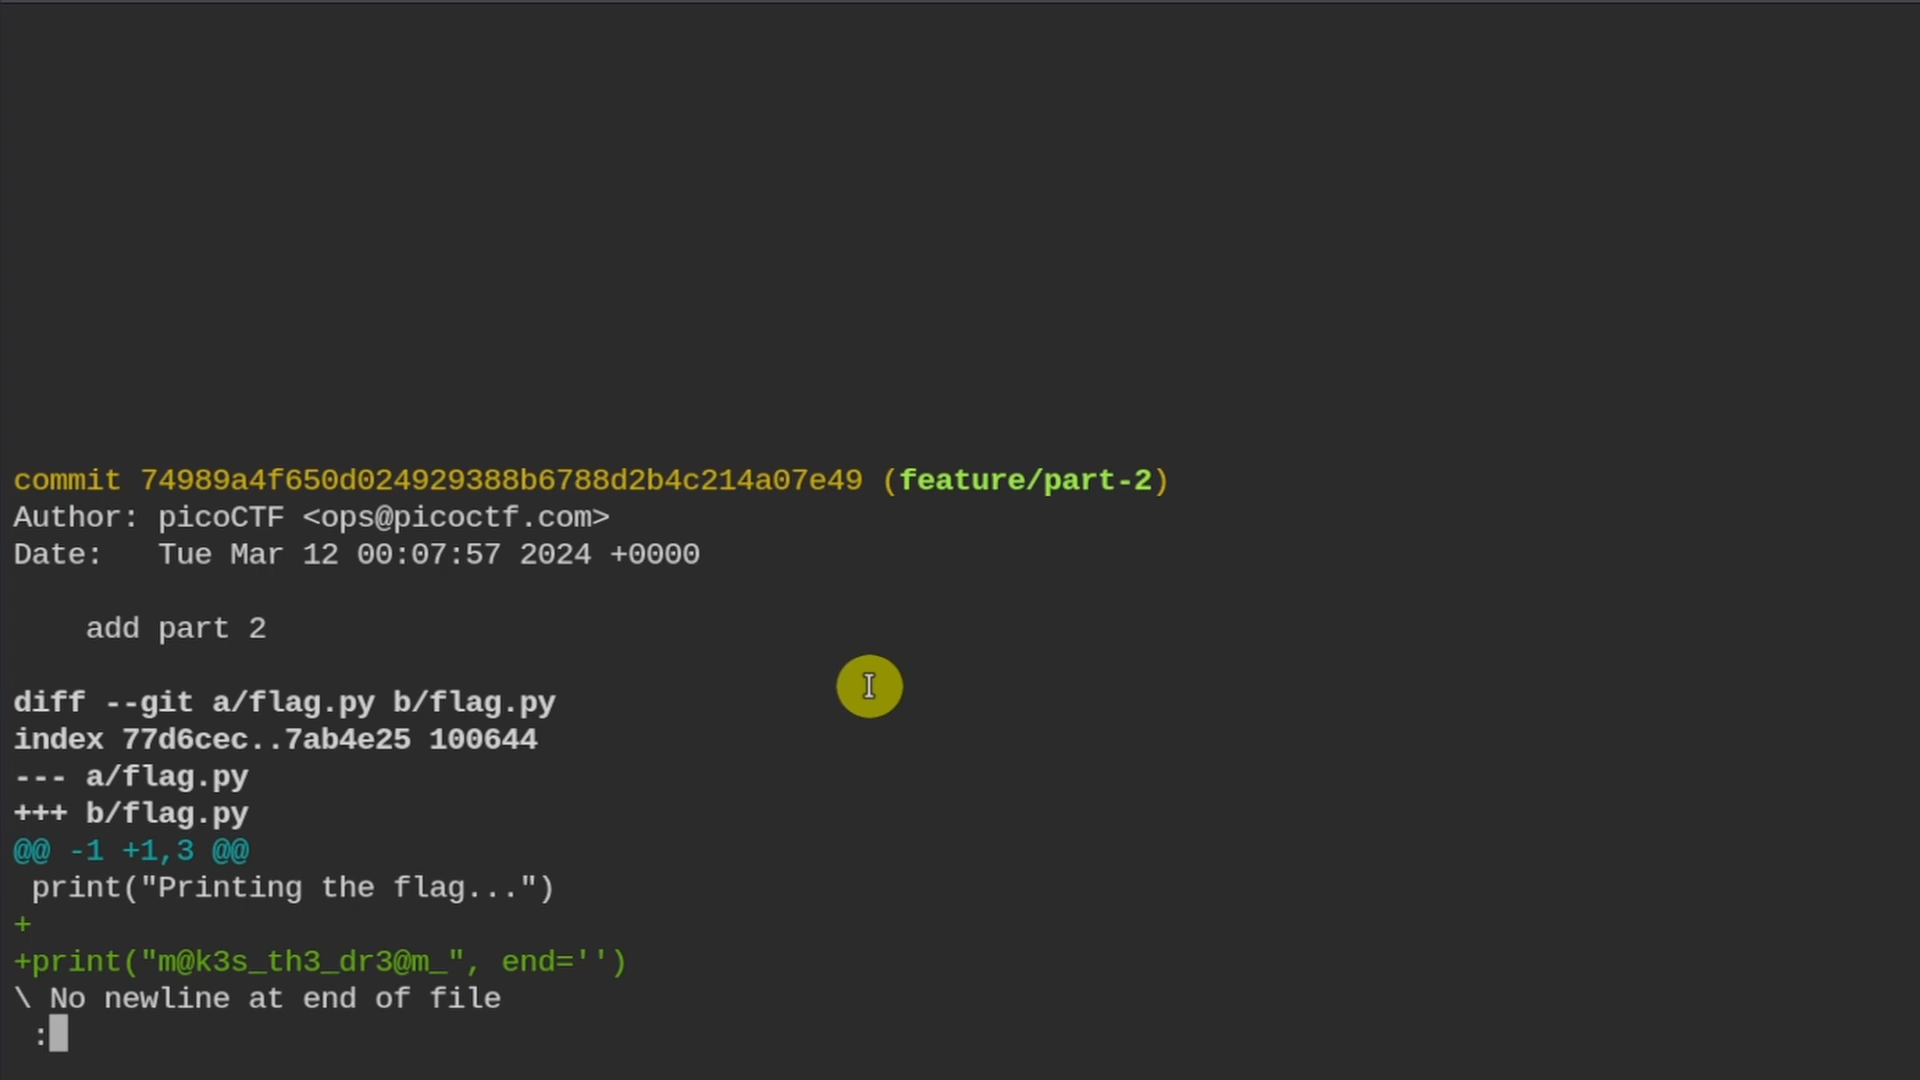 commit 74989a4f650d024929388b6788d2b4c214a07e49 (feature/part-2)
Author: picoCTF <ops@picoctf.com>
Date:   Tue Mar 12 00:07:57 2024 +0000
    add part 2
diff --git a/flag.py b/flag.py
index 77d6cec..7ab4e25 100644
--- a/flag.py
+++ b/flag.py
@@ -1 +1,3 @@
 print("Printing the flag...")
+
+print("m@k3s_th3_dr3@m_", end='')
\ No newline at end of file
 :